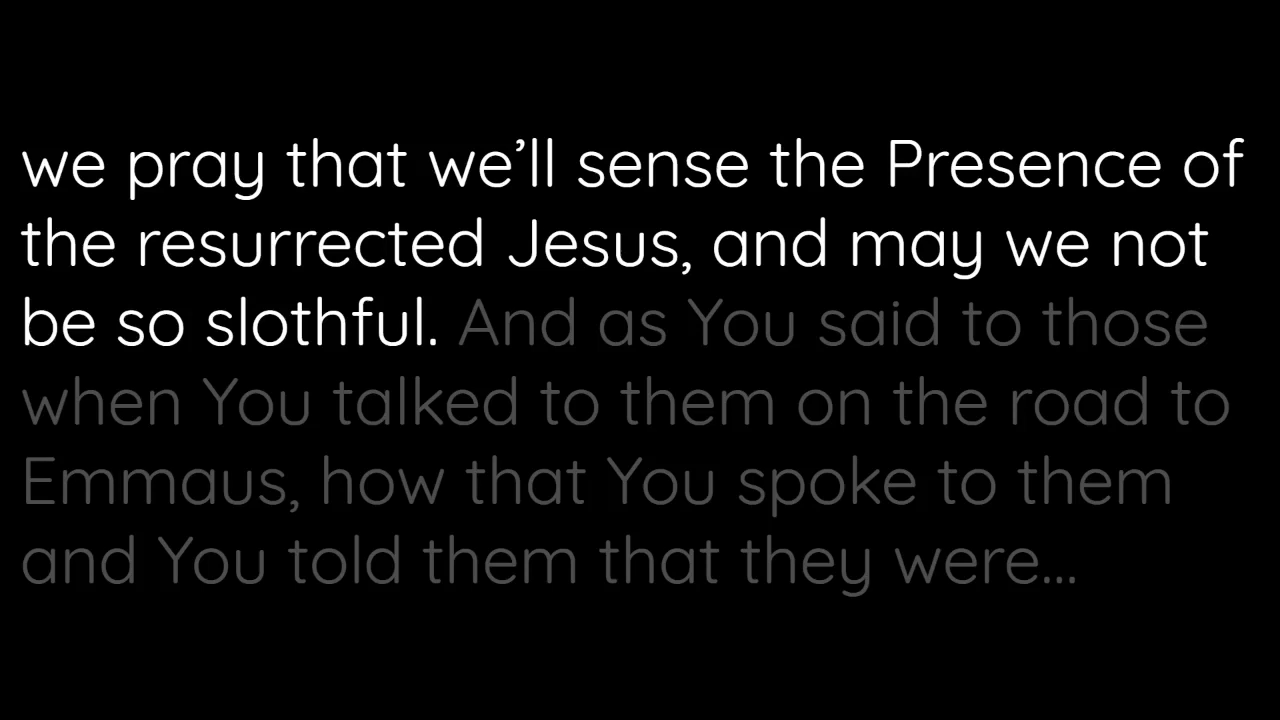 we pray that we’ll sense the Presence of
the resurrected Jesus, and may we not
be so slothful. And as You said to those
when You talked to them on the road to
Emmaus, how that You spoke to them
and You told them that they were...